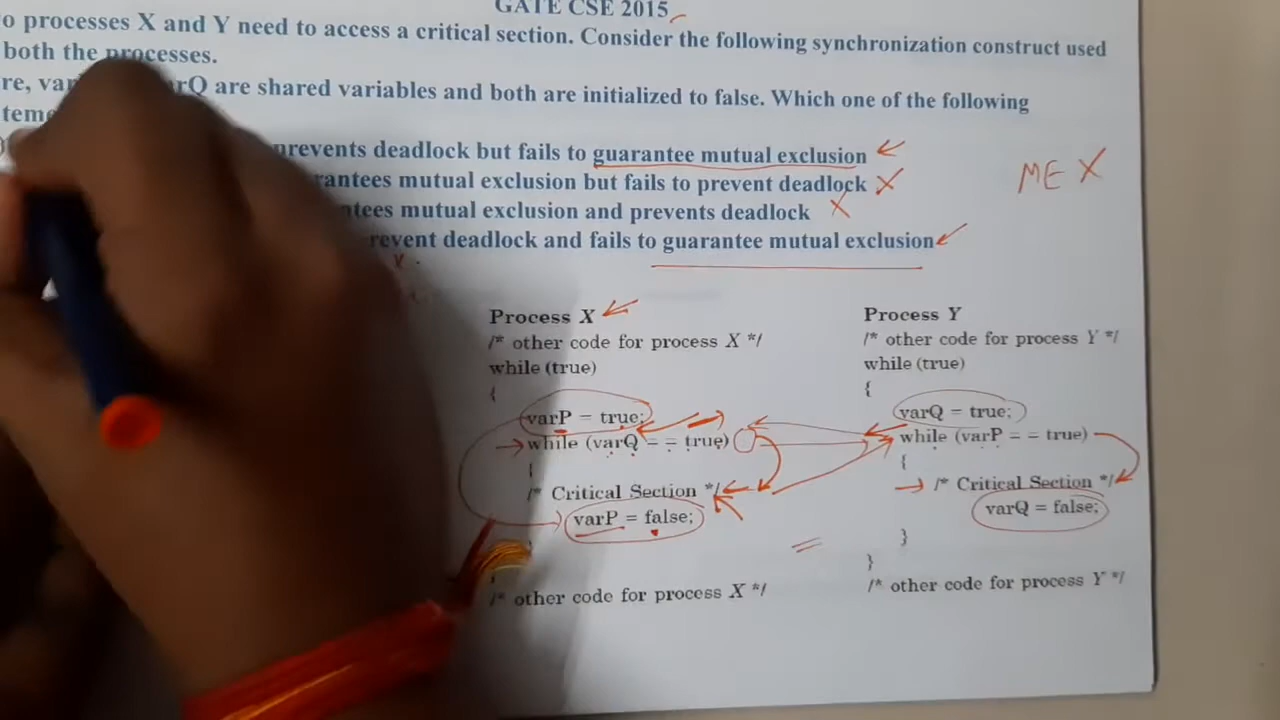 GATE CSE 2015
o processes X and Y need to access a critical section. Consider the following synchronization construct used
both the processes.
re, var rQ are shared variables and both are initialized to false. Which one of the following
teme
prevents deadlock but fails to guarantee mutual exclusion
rantees mutual exclusion but fails to prevent deadlock
ME X
ntees mutual exclusion and prevents deadlock
revent deadlock and fails to guarantee mutual exclusion
Process X
/* other code for process X */
while (true)
{
varP = true;
while (varQ = = true)
{
/* Critical Section */
varP = false;
/* other code for process X */
Process Y
/* other code for process Y */
while (true)
{
varQ = true;
while (varP = = true)
{
/* Critical Section */
varQ = false;
}
}
/* other code for process Y */